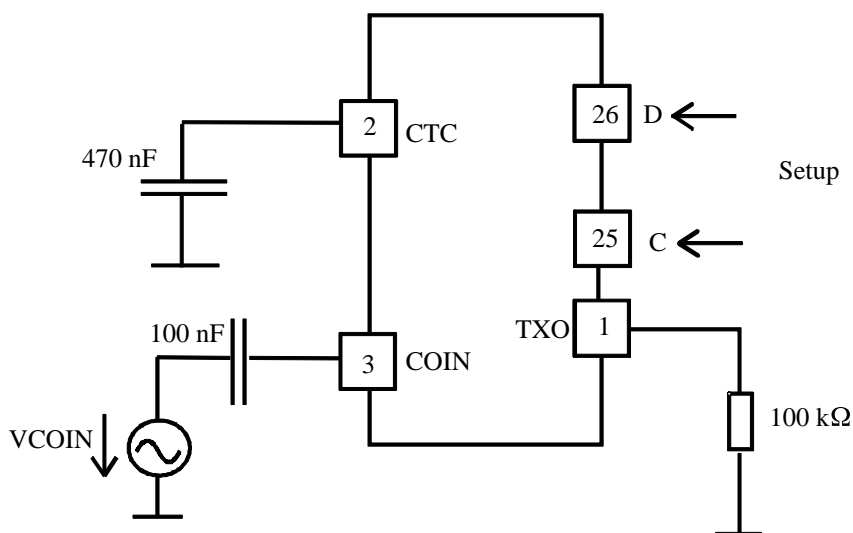 26
D
2
CTC
470 nF
Setup
25
C
100 nF
TXO
1
3
COIN
100 kΩ
VCOIN